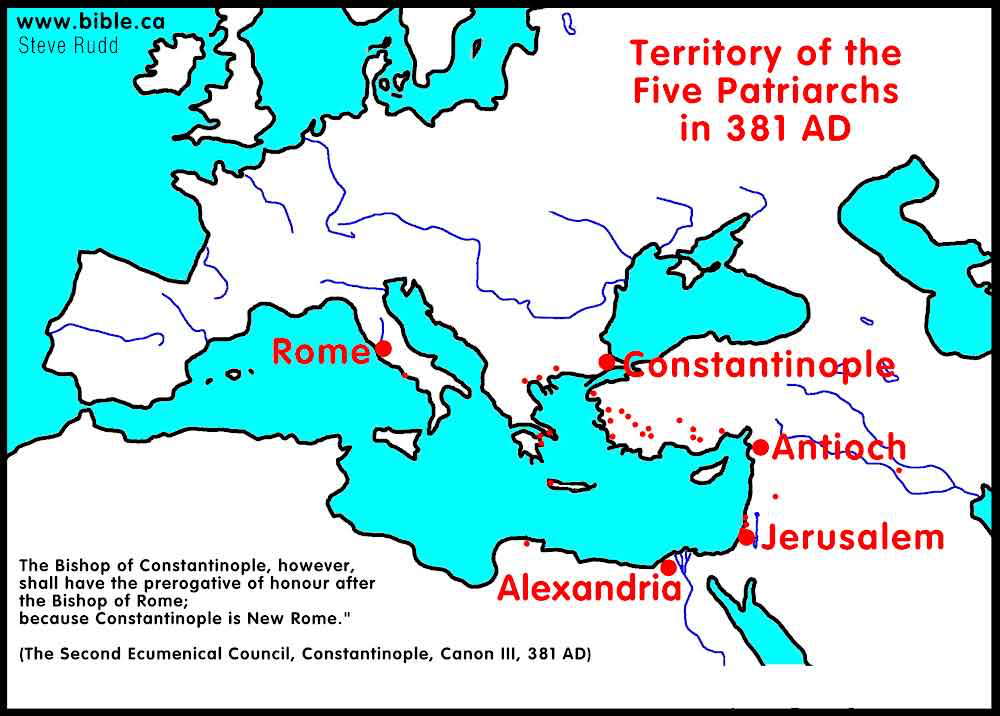 www.bible.ca
Steve Rudd
Territory of the
Five Patriarchs
in 381 AD
Rome
Constantinople
Antioch
Jerusalem
Alexandria
The Bishop of Constantinople, however,
shall have the prerogative of honour after
the Bishop of Rome;
because Constantinople is New Rome."
(The Second Ecumenical Council, Constantinople, Canon III, 381 AD)